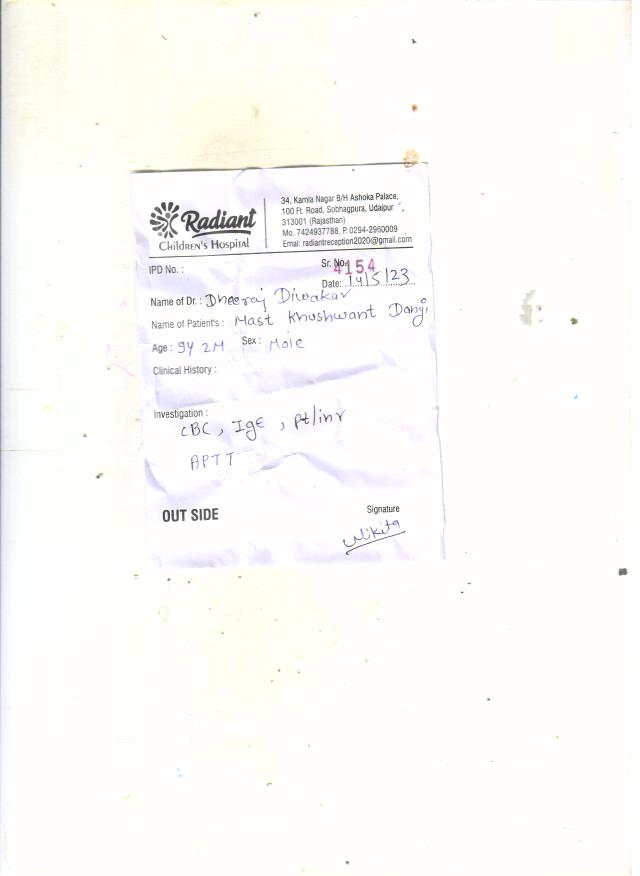 Radiant
Children's Hospital
34, Kamla Nagar B/H Ashoka Palace,
100 Ft. Road, Sobhagpura, Udaipur
313001 (Rajasthan)
Mo. 7424937788, P. 0294-2960009
Emai: radiantreception2020@gmail.com
IPD No. :
Sr. No. 4154
Date: 14/5/23
Name of Dr. : Dheeraj Diwakar
Name of Patient's : Mast Khushwant Dangi
Age : 9Y 2M Sex : Male
Clinical History :
Investigation :
CBC, IgE, Pt/inr
APTT
OUT SIDE
Signature
Nikita